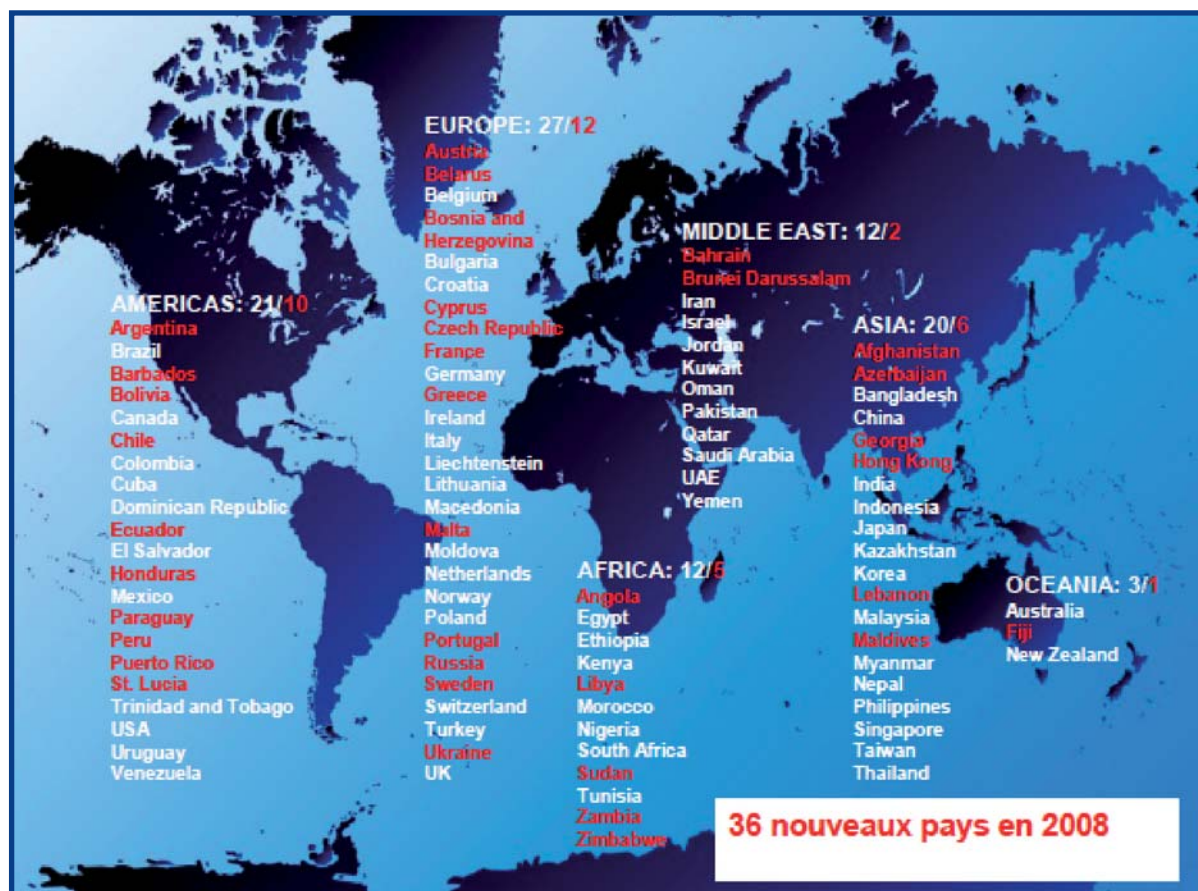 AMERICAS: 21/10
Argentina
Brazil
Barbados
Bolivia
Canada
Chile
Colombia
Cuba
Dominican Republic
Ecuador
El Salvador
Honduras
Mexico
Paraguay
Peru
Puerto Rico
St. Lucia
Trinidad and Tobago
USA
Uruguay
Venezuela
EUROPE: 27/12
Austria
Belarus
Belgium
Bosnia and
Herzegovina
Bulgaria
Croatia
Cyprus
Czech Republic
France
Germany
Greece
Ireland
Italy
Liechtenstein
Lithuania
Macedonia
Malta
Moldova
Netherlands
Norway
Poland
Portugal
Russia
Sweden
Switzerland
Turkey
Ukraine
UK
AFRICA: 12/5
Angola
Egypt
Ethiopia
Kenya
Libya
Morocco
Nigeria
South Africa
Sudan
Tunisia
Zambia
Zimbabwe
MIDDLE EAST: 12/2
Bahrain
Brunei Darussalam
Iran
Israel
Jordan
Kuwait
Oman
Pakistan
Qatar
Saudi Arabia
UAE
Yemen
ASIA: 20/6
Afghanistan
Azerbaijan
Bangladesh
China
Georgia
Hong Kong
India
Indonesia
Japan
Kazakhstan
Korea
Lebanon
Malaysia
Maldives
Myanmar
Nepal
Philippines
Singapore
Taiwan
Thailand
OCEANIA: 3/1
Australia
Fiji
New Zealand
36 nouveaux pays en 2008